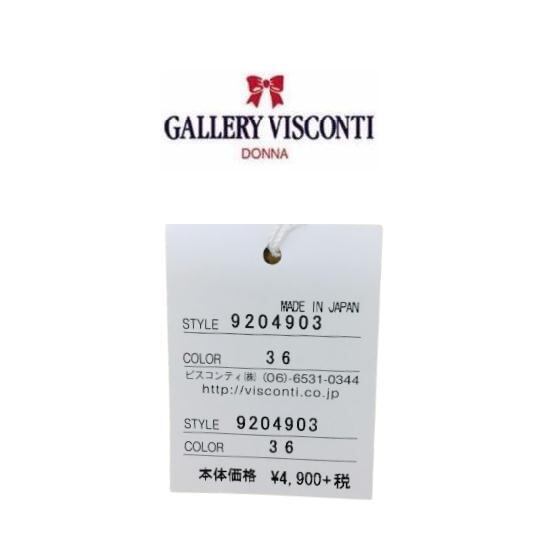 GALLERY VISCONTI
DONNA
MADE IN JAPAN
STYLE 9204903
COLOR 36
ビスコンティ㈱ (06)-6531-0344
http://visconti.co.jp
STYLE 9204903
COLOR 36
本体価格 ¥4,900+税